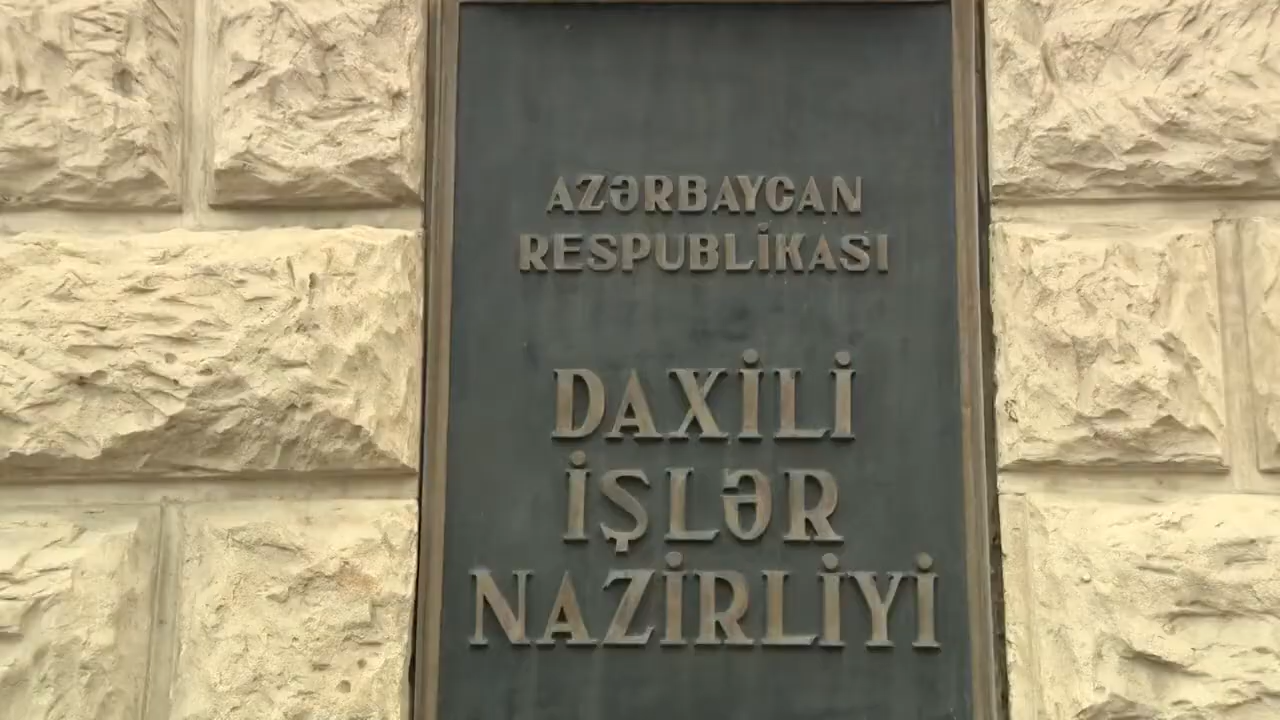 AZƏRBAYCAN
RESPUBLİKASI
DAXİLİ
İŞLƏR
NAZİRLİYİ